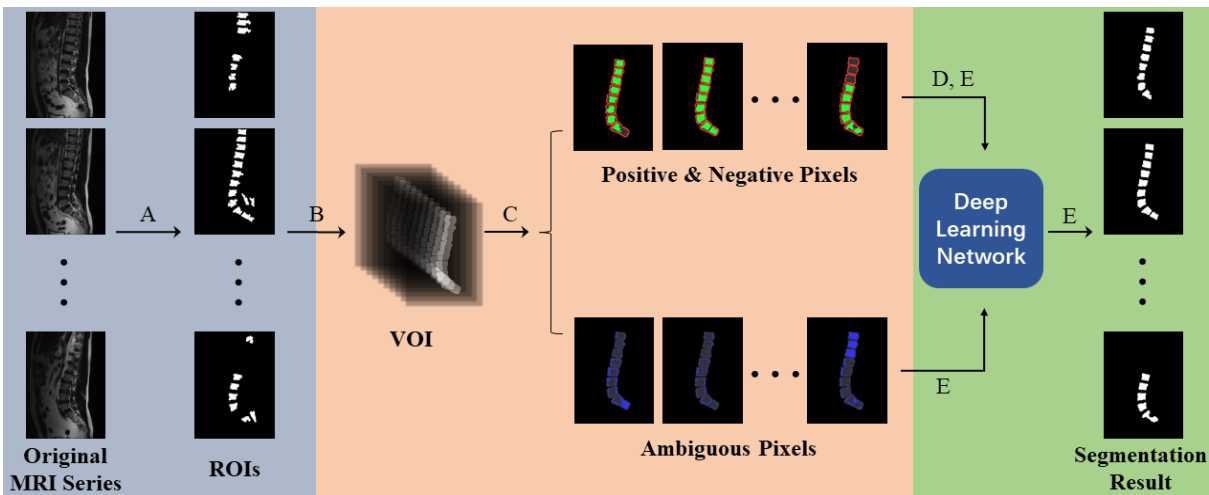 Original
MRI Series
A
ROIs
B
VOI
C
Positive & Negative Pixels
Ambiguous Pixels
D, E
E
Deep
Learning
Network
E
Segmentation
Result